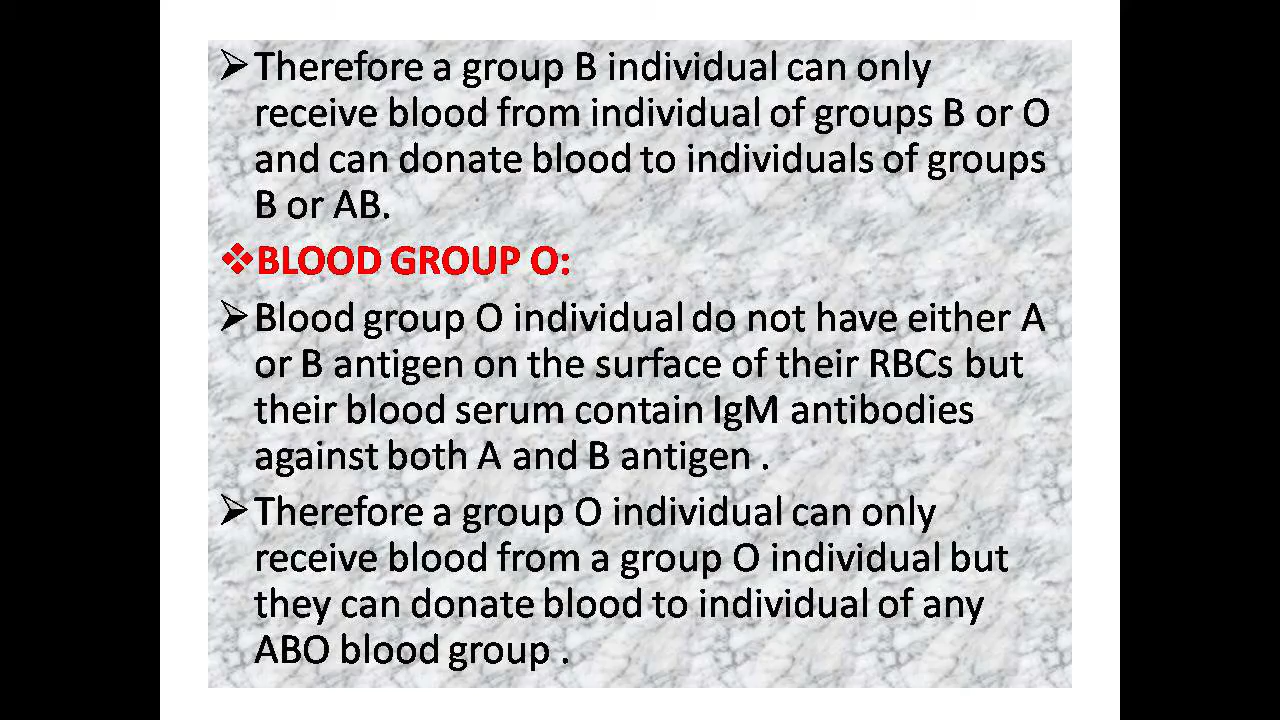 ➢Therefore a group B individual can only
receive blood from individual of groups B or O
and can donate blood to individuals of groups
B or AB.
❖BLOOD GROUP O:
➢Blood group O individual do not have either A
or B antigen on the surface of their RBCs but
their blood serum contain IgM antibodies
against both A and B antigen .
➢Therefore a group O individual can only
receive blood from a group O individual but
they can donate blood to individual of any
ABO blood group .